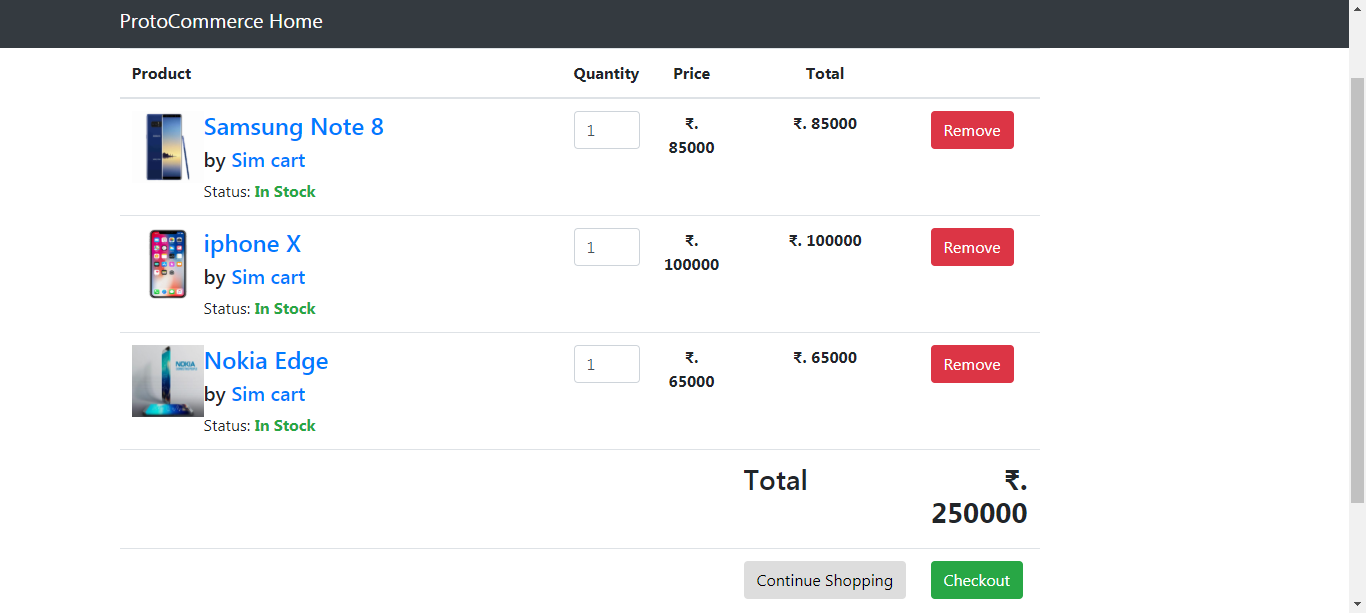 ProtoCommerce Home
Product Quantity Price Total
Samsung Note 8
by Sim cart
Status: In Stock
1
₹.
85000
₹. 85000
Remove
iphone X
by Sim cart
Status: In Stock
1
₹.
100000
₹. 100000
Remove
NOKIA
Nokia Edge
by Sim cart
Status: In Stock
1
₹.
65000
₹. 65000
Remove
Total
₹.
250000
Continue Shopping
Checkout